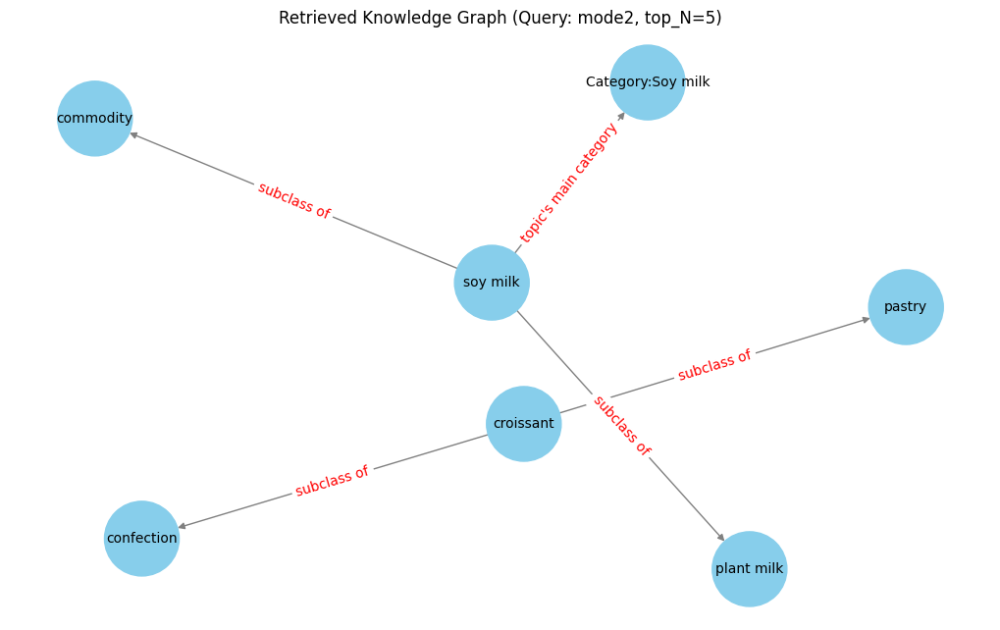 Retrieved Knowledge Graph (Query: mode2, top_N=5)
Category:Soy milk
commodity
topic's main category
subclass of
soy milk
pastry
subclass of
croissant
subclass of
subclass of
confection
plant milk